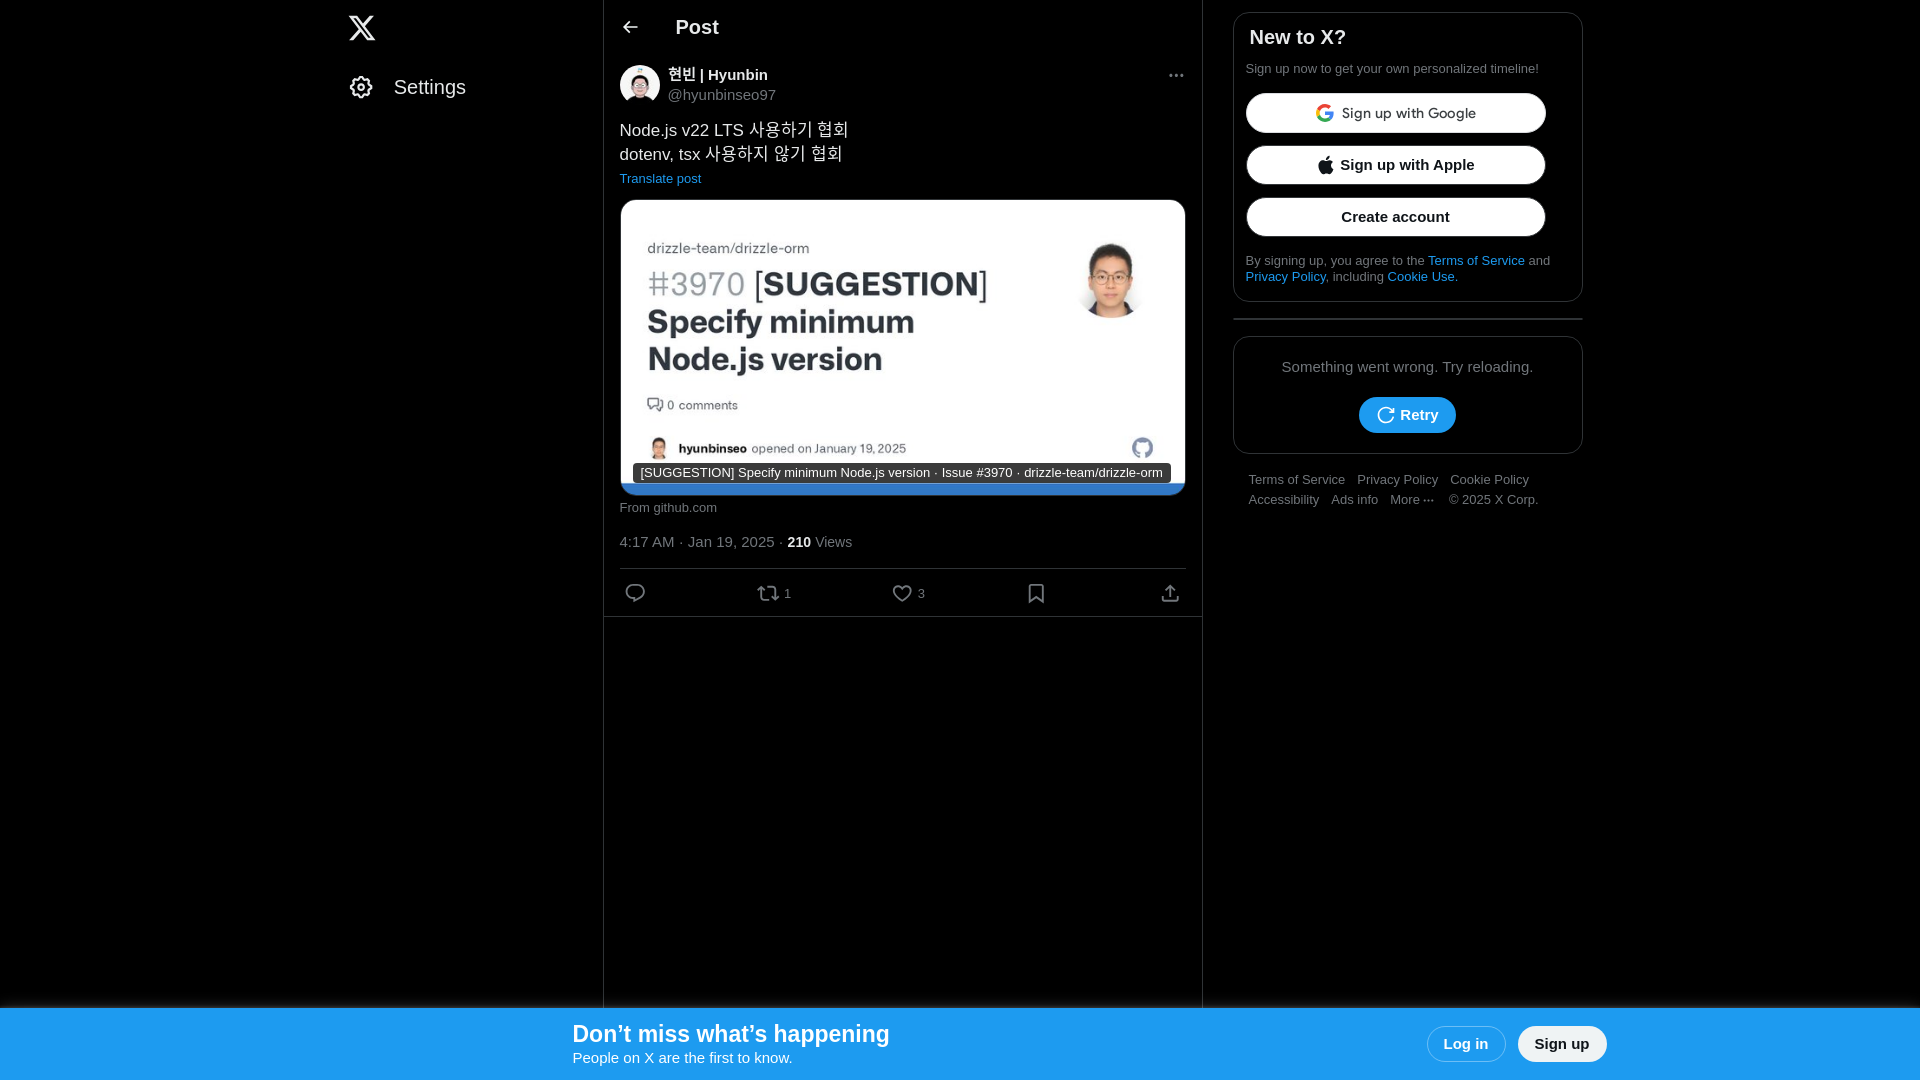 Settings
Post
현빈 | Hyunbin
@hyunbinseo97
Node.js v22 LTS 사용하기 협회
dotenv, tsx 사용하지 않기 협회
Translate post
drizzle-team/drizzle-orm
#3970 [SUGGESTION]
Specify minimum
Node.js version
0 comments
hyunbinseo opened on January 19, 2025
[SUGGESTION] Specify minimum Node.js version · Issue #3970 · drizzle-team/drizzle-orm
From github.com
4:17 AM · Jan 19, 2025 · 210 Views
1
3
New to X?
Sign up now to get your own personalized timeline!
Sign up with Google
Sign up with Apple
Create account
By signing up, you agree to the Terms of Service and
Privacy Policy, including Cookie Use.
Something went wrong. Try reloading.
Retry
Terms of Service Privacy Policy Cookie Policy
Accessibility Ads info More ··· © 2025 X Corp.
Don’t miss what’s happening
People on X are the first to know.
Log in
Sign up